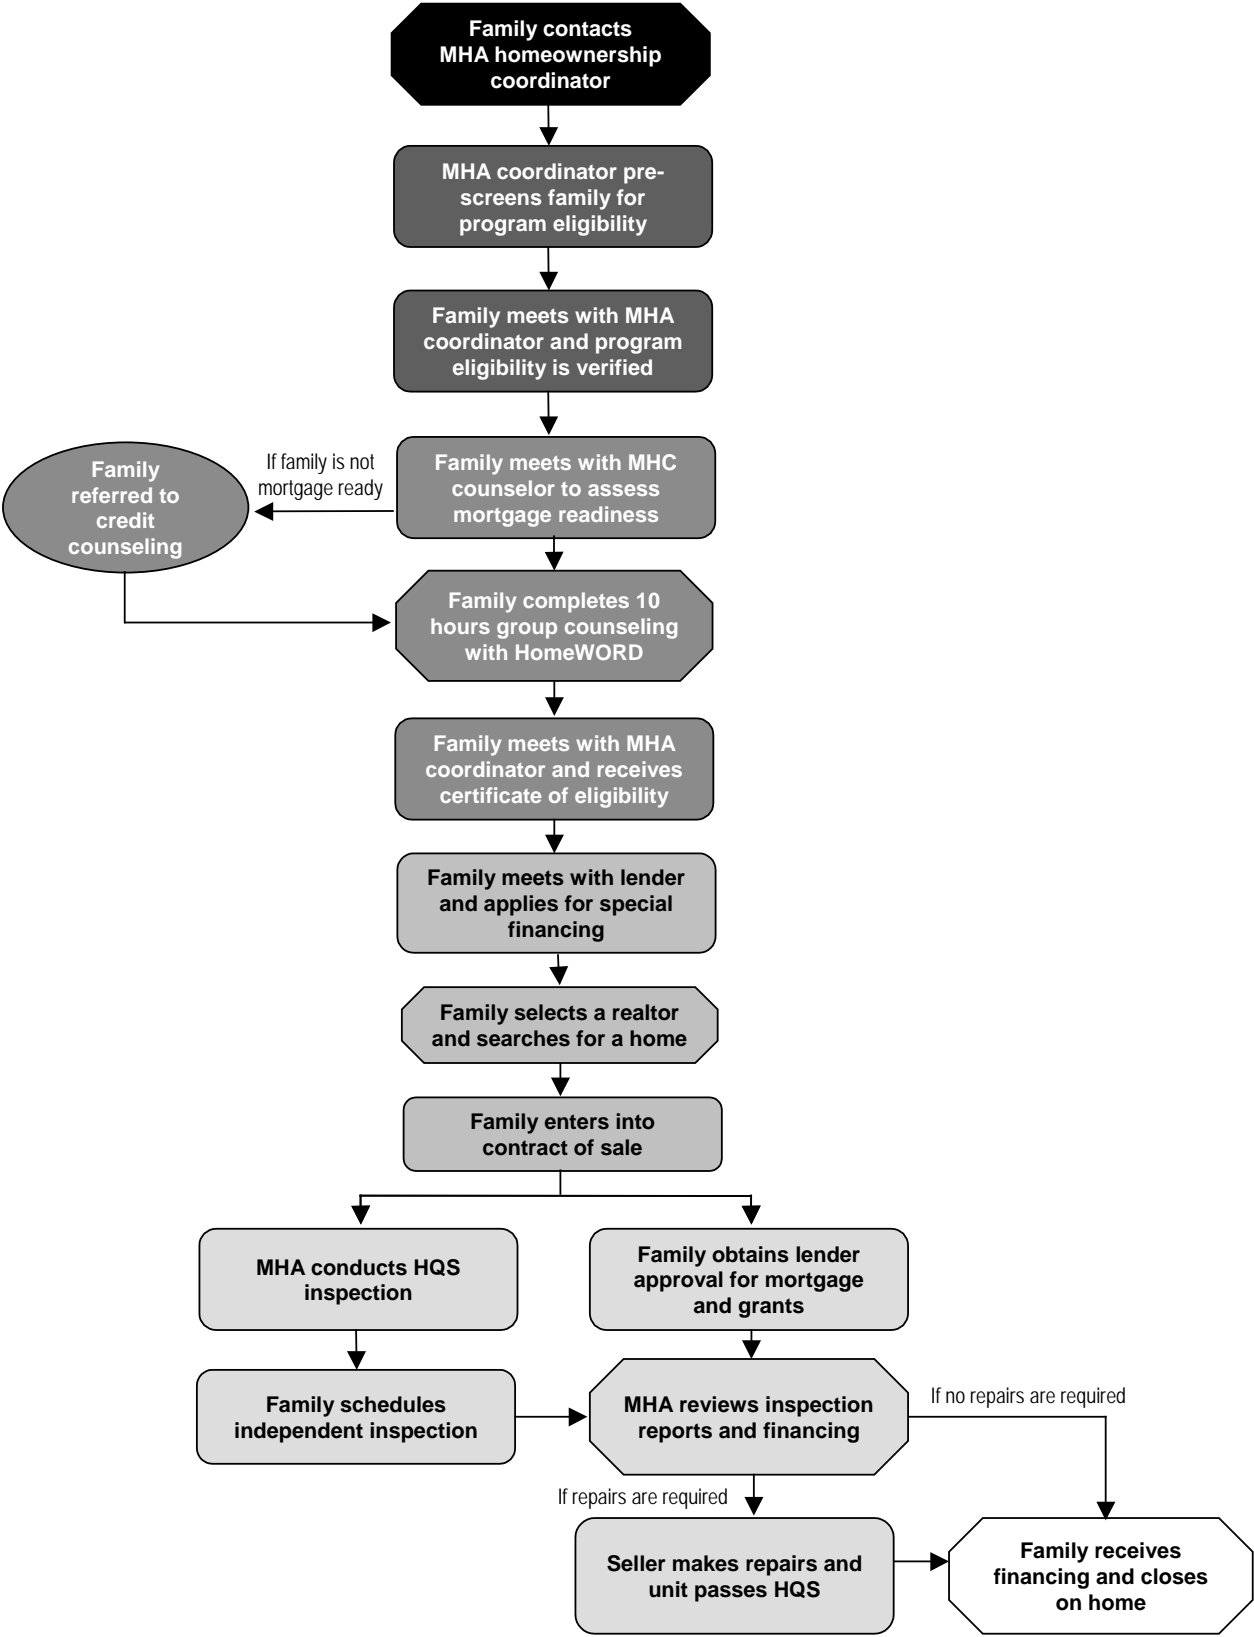 Family contacts
MHA homeownership
coordinator
MHA coordinator pre-
screens family for
program eligibility
Family meets with MHA
coordinator and program
eligibility is verified
Family
referred to
credit
counseling
If family is not
mortgage ready
Family meets with MHC
counselor to assess
mortgage readiness
Family completes 10
hours group counseling
with HomeWORD
Family meets with MHA
coordinator and receives
certificate of eligibility
Family meets with lender
and applies for special
financing
Family selects a realtor
and searches for a home
Family enters into
contract of sale
MHA conducts HQS
inspection
Family obtains lender
approval for mortgage
and grants
Family schedules
independent inspection
MHA reviews inspection
reports and financing
If no repairs are required
If repairs are required
Seller makes repairs and
unit passes HQS
Family receives
financing and closes
on home